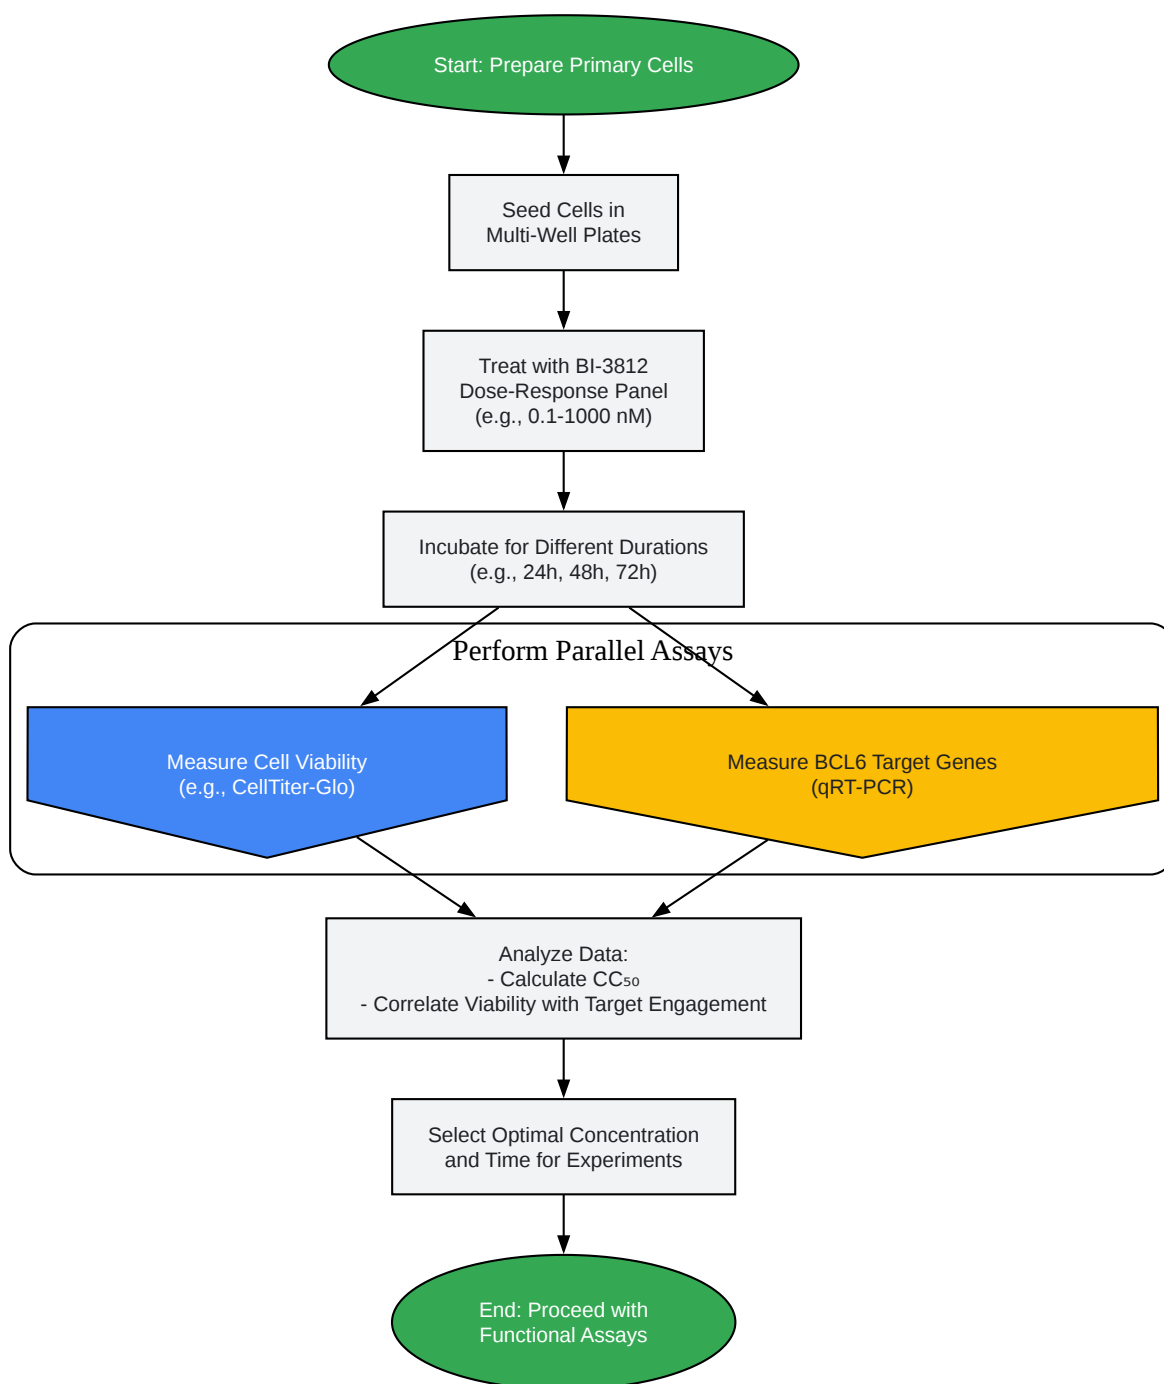 Start: Prepare Primary Cells
Seed Cells in
Multi-Well Plates
Treat with BI-3812
Dose-Response Panel
(e.g., 0.1-1000 nM)
Incubate for Different Durations
(e.g., 24h, 48h, 72h)
Perform Parallel Assays
Measure Cell Viability
(e.g., CellTiter-Glo)
Measure BCL6 Target Genes
(qRT-PCR)
Analyze Data:
- Calculate CC₅₀
- Correlate Viability with Target Engagement
Select Optimal Concentration
and Time for Experiments
End: Proceed with
Functional Assays